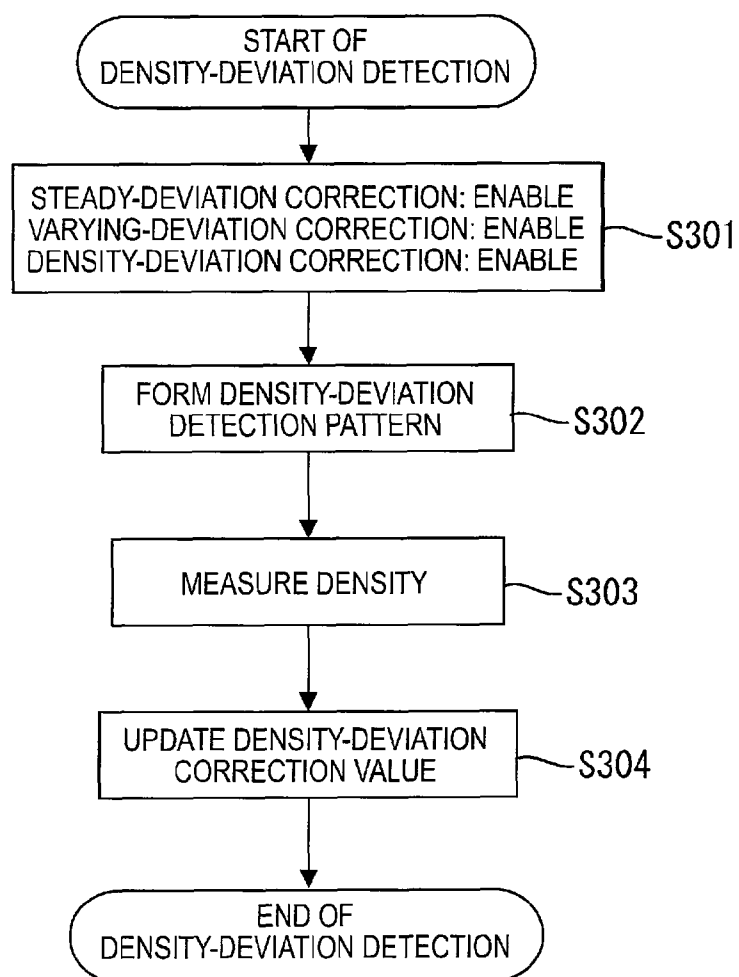 START OF
DENSITY-DEVIATION DETECTION
STEADY-DEVIATION CORRECTION: ENABLE
VARYING-DEVIATION CORRECTION: ENABLE
DENSITY-DEVIATION CORRECTION: ENABLE
S301
FORM DENSITY-DEVIATION
DETECTION PATTERN
S302
MEASURE DENSITY
S303
UPDATE DENSITY-DEVIATION
CORRECTION VALUE
S304
END OF
DENSITY-DEVIATION DETECTION